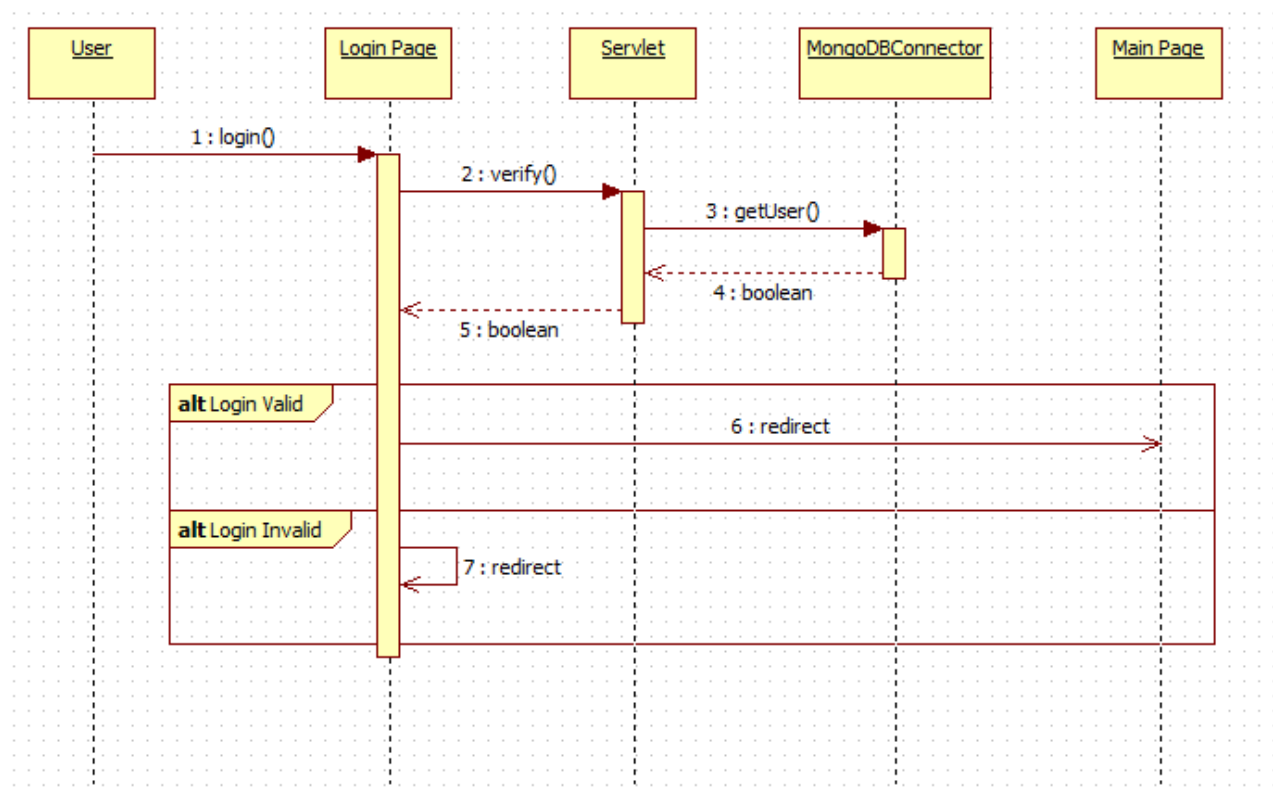 User
Login Page
Servlet
MongoDBConnector
Main Page
1 : login()
2 : verify()
3 : getUser()
4 : boolean
5 : boolean
alt Login Valid
6 : redirect
alt Login Invalid
7 : redirect